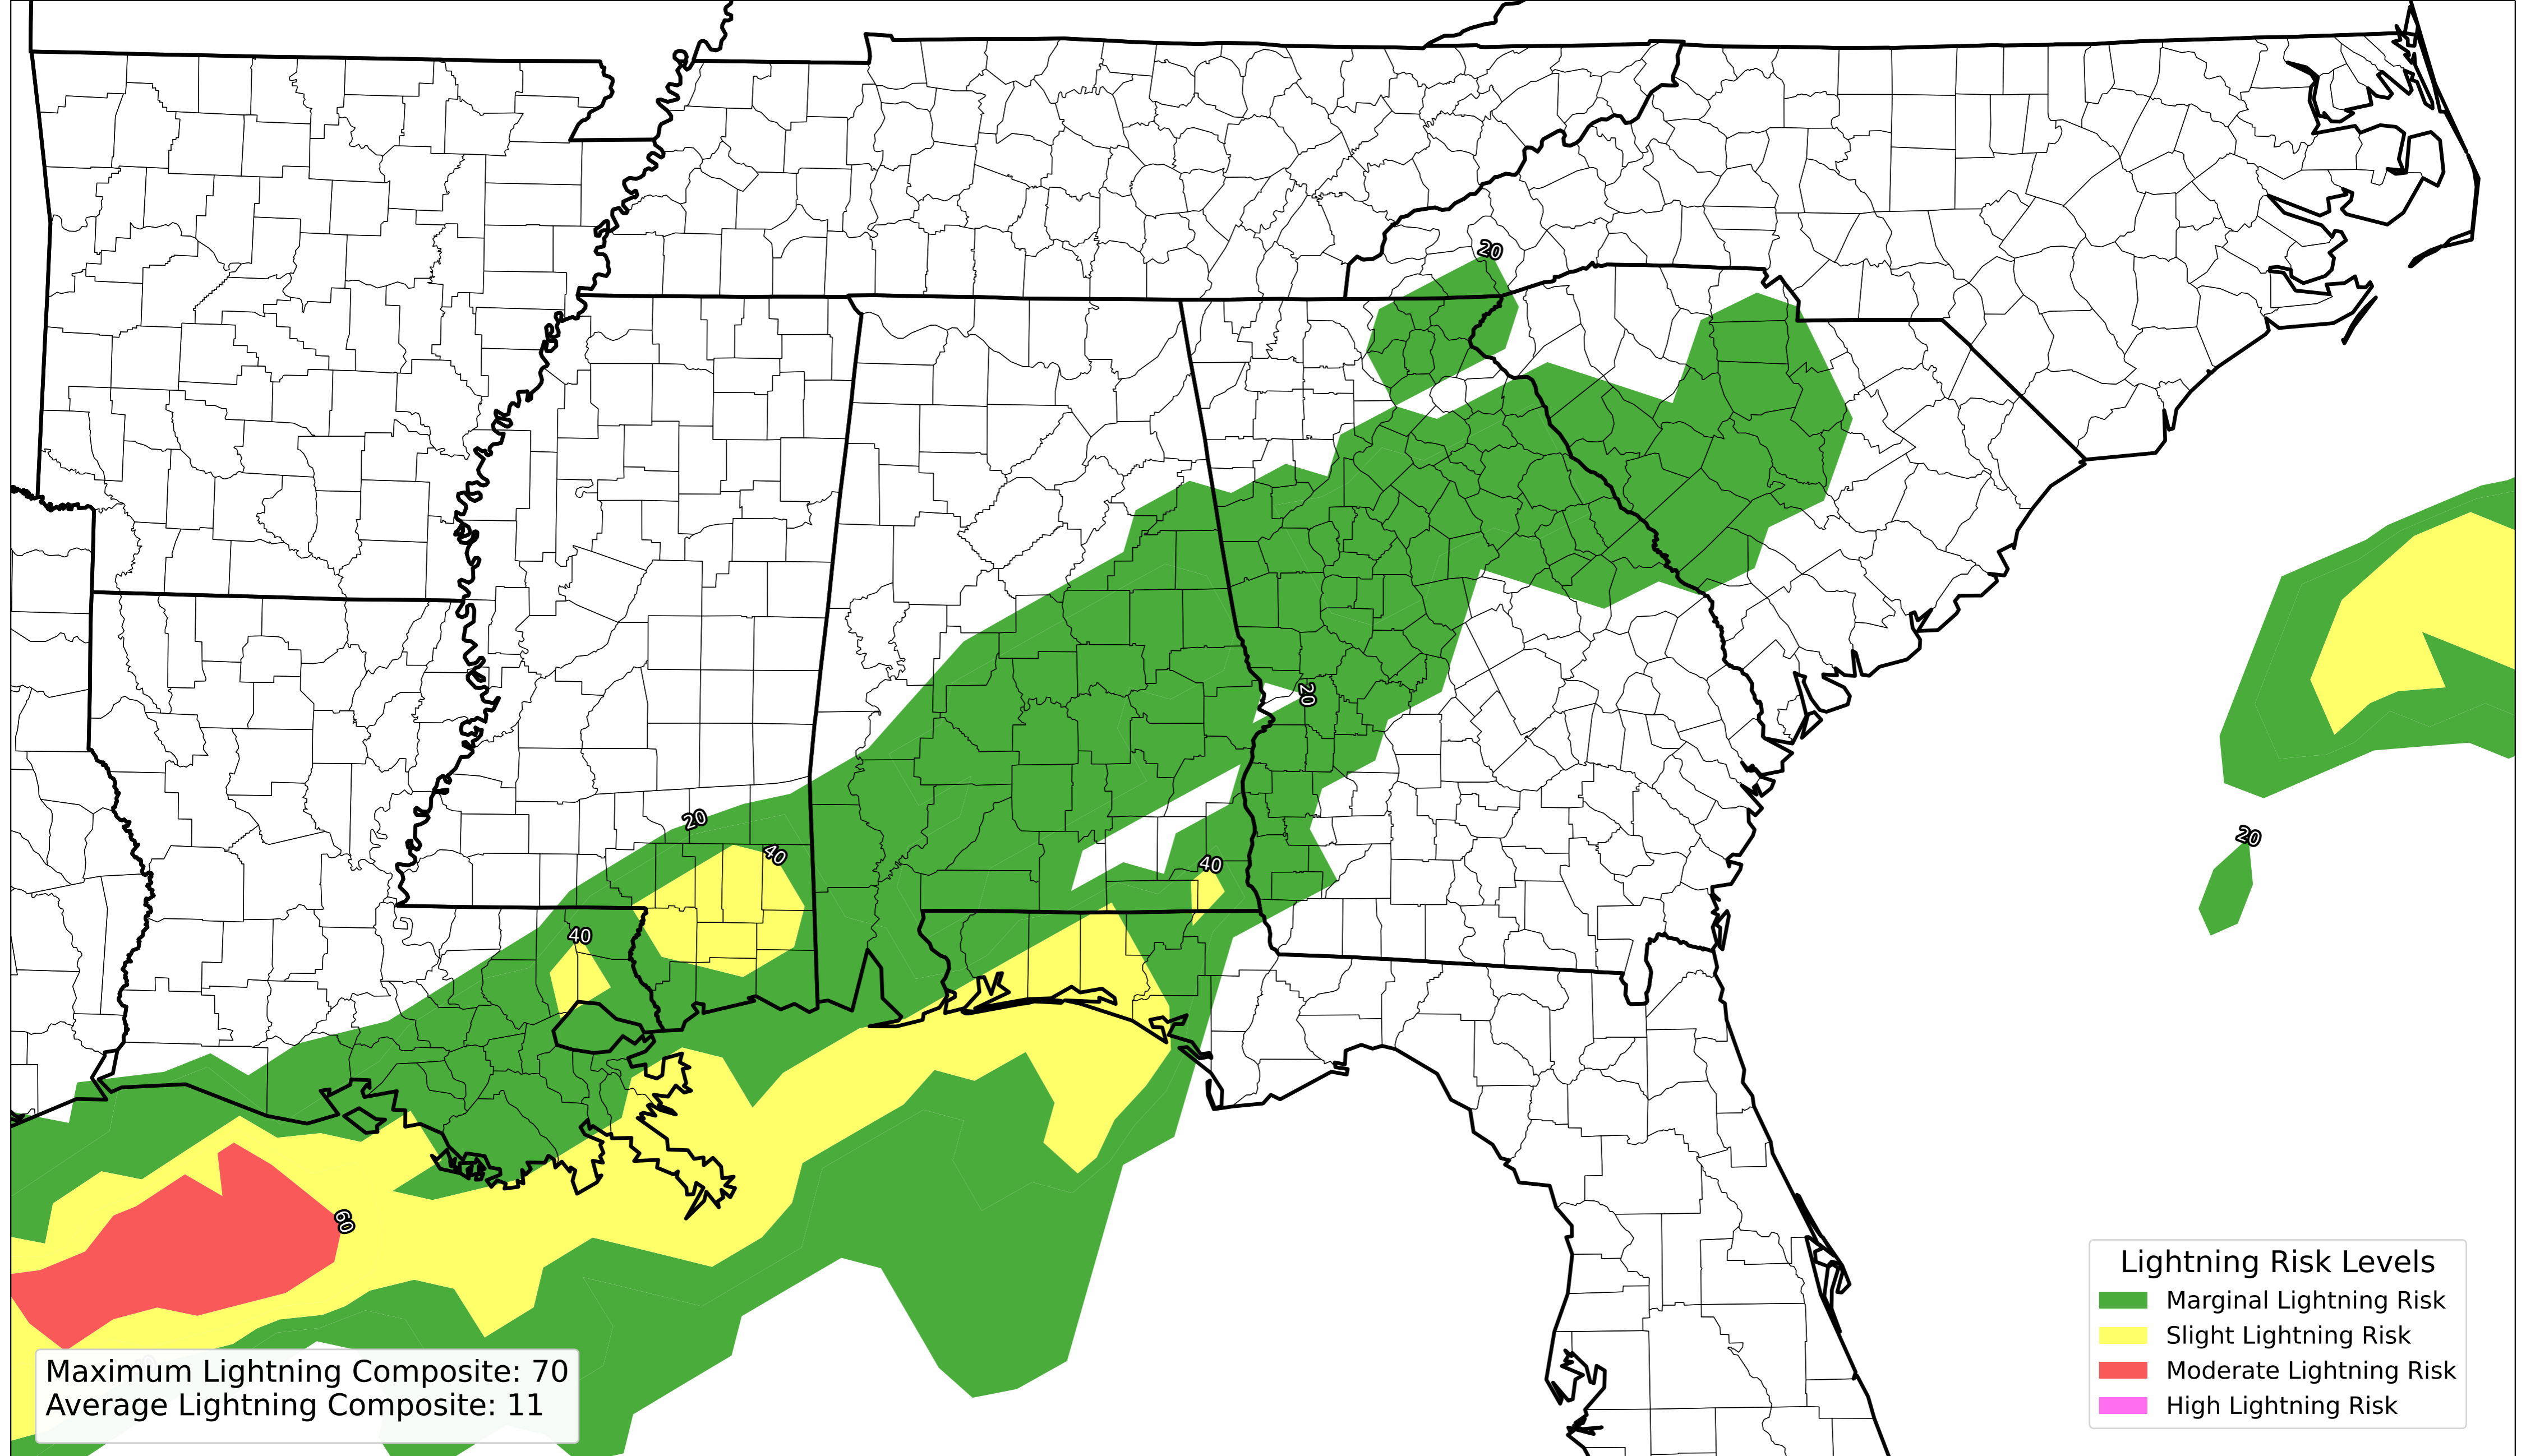 20
20
20
40
20
40
40
60
Lightning Risk Levels
Marginal Lightning Risk
Slight Lightning Risk
Moderate Lightning Risk
High Lightning Risk
Maximum Lightning Composite: 70
Average Lightning Composite: 11